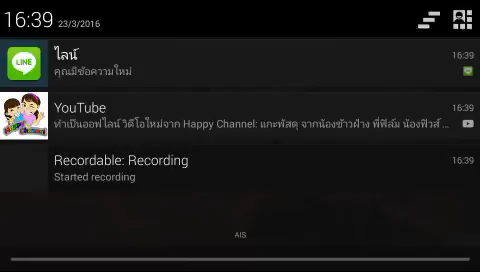 16:39 23/3/2016
ไลน์ 16:39
LINE
คุณมีข้อความใหม่
YouTube 16:39
ทำเป็นออฟไลน์ วิดีโอใหม่จาก Happy Channel: แกะพัสดุ จากน้องข้าวฝ่าง พี่ฟิล์ม น้องฟิวส์ ...
Happy Channel
Recordable: Recording 16:39
Started recording
AIS